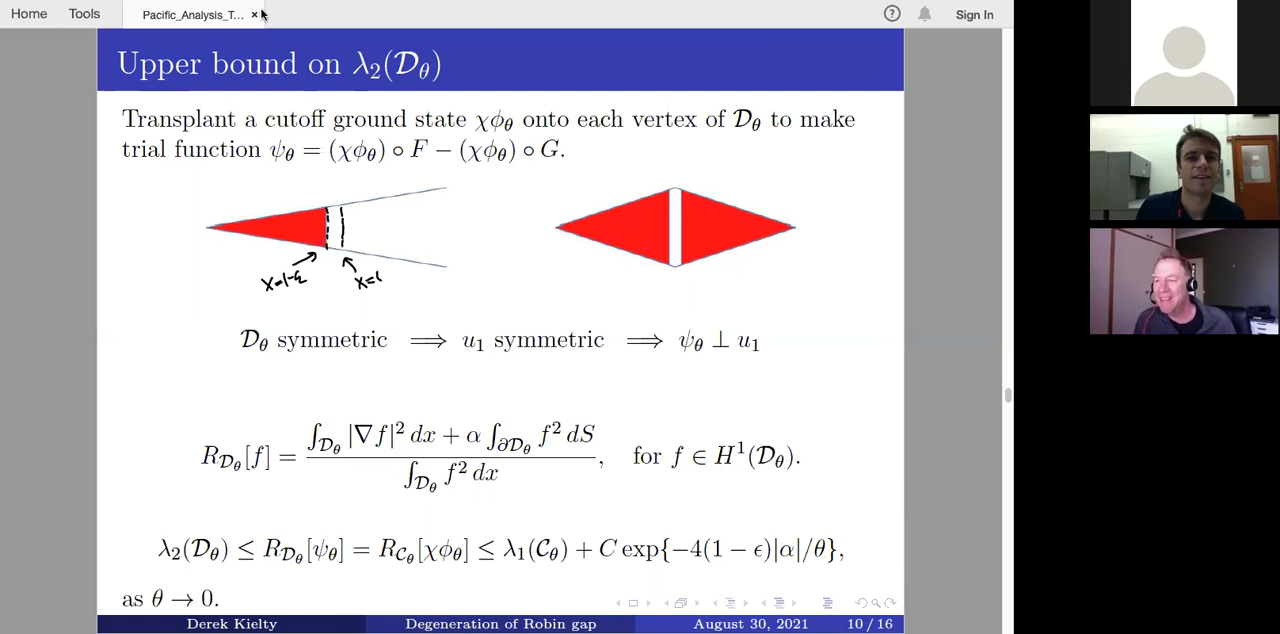 Home Tools Pacific_Analysis_T... × Sign In
Upper bound on λ₂(𝒟_θ)
Transplant a cutoff ground state χϕ_θ onto each vertex of 𝒟_θ to make
trial function ψ_θ = (χϕ_θ) ∘ F − (χϕ_θ) ∘ G.
x=1-ε x=1
𝒟_θ symmetric ⟹ u₁ symmetric ⟹ ψ_θ ⊥ u₁
R_{𝒟_θ}[f] = (∫_{𝒟_θ} |∇f|² dx + α ∫_{∂𝒟_θ} f² dS) / (∫_{𝒟_θ} f² dx), for f ∈ H¹(𝒟_θ).
λ₂(𝒟_θ) ≤ R_{𝒟_θ}[ψ_θ] = R_{𝒞_θ}[χϕ_θ] ≤ λ₁(𝒞_θ) + C exp{−4(1 − ϵ)|α|/θ},
as θ → 0.
Derek Kielty Degeneration of Robin gap August 30, 2021 10 / 16